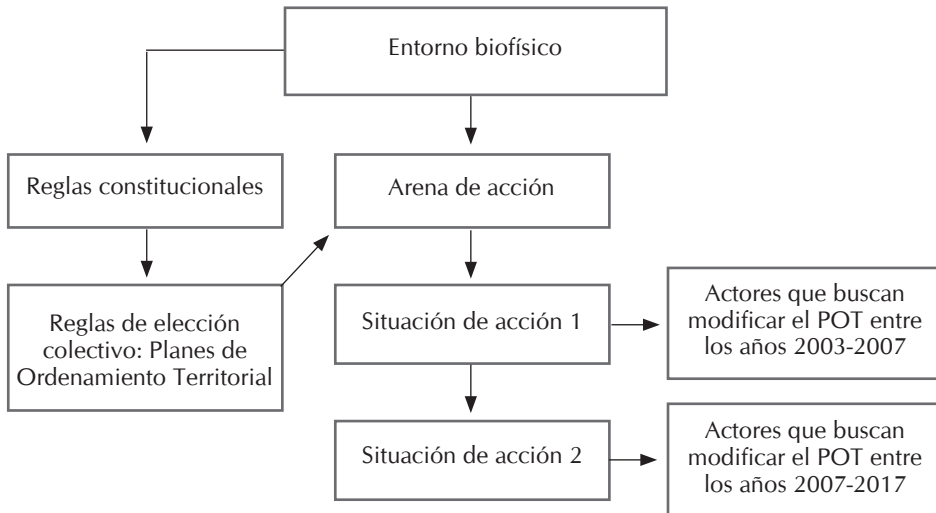 Entorno biofísico
Reglas constitucionales
Arena de acción
Reglas de elección
colectivo: Planes de
Ordenamiento Territorial
Situación de acción 1
Actores que buscan
modificar el POT entre
los años 2003-2007
Situación de acción 2
Actores que buscan
modificar el POT entre
los años 2007-2017